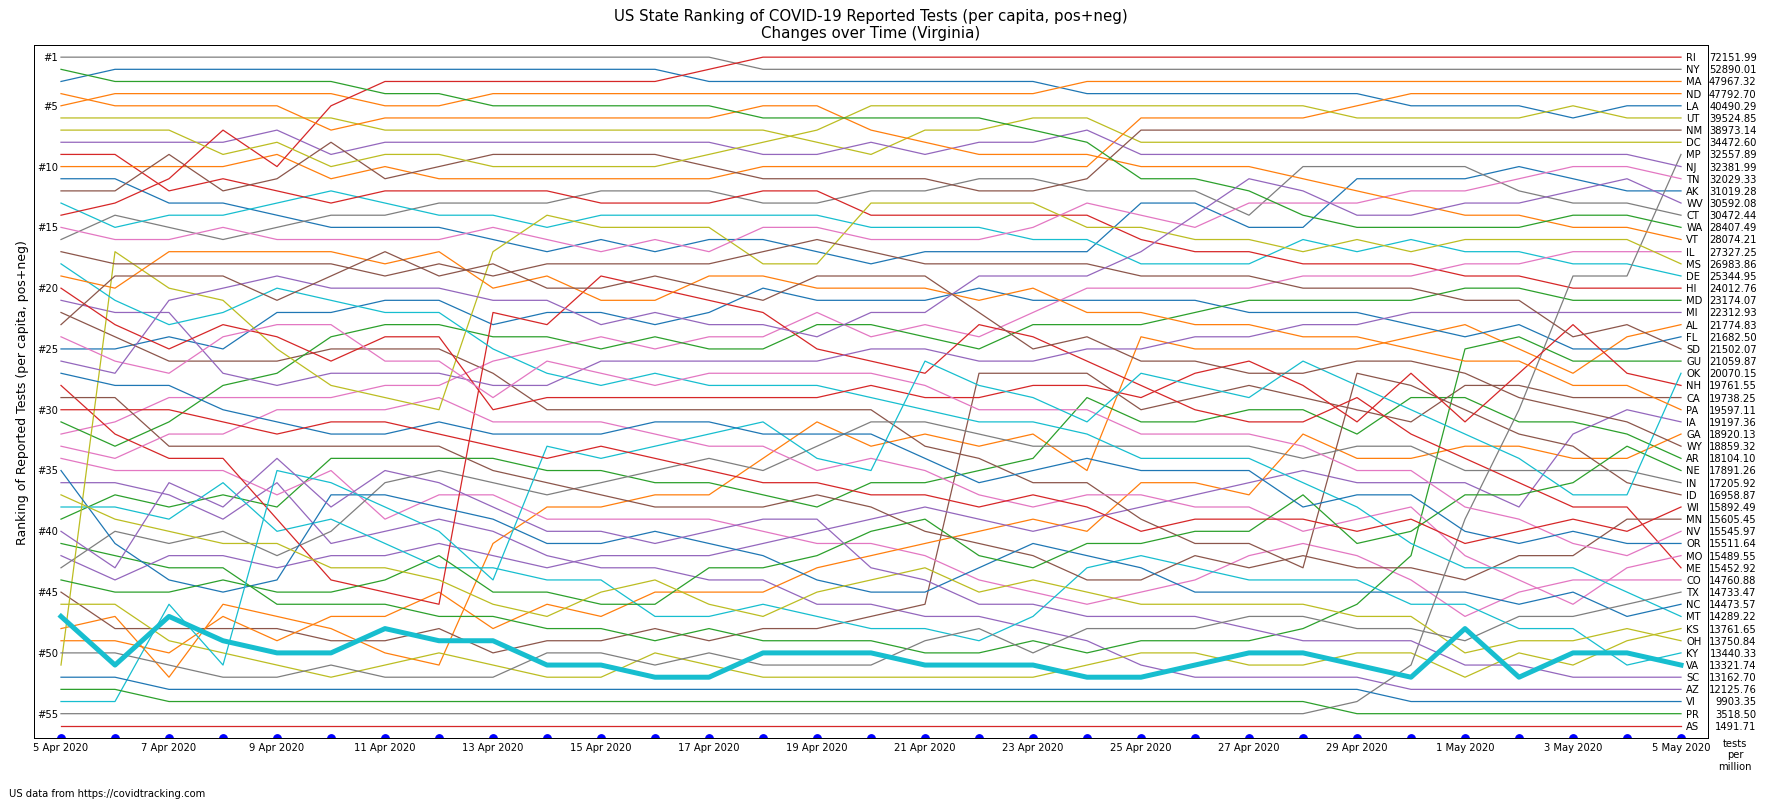 US State Ranking of COVID-19 Reported Tests (per capita, pos+neg)
Changes over Time (Virginia)
Ranking of Reported Tests (per capita, pos+neg)
#1
#5
#10
#15
#20
#25
#30
#35
#40
#45
#50
#55
RI 72151.99
NY 52890.01
MA 47967.32
ND 47792.70
LA 40490.29
UT 39524.85
NM 38973.14
DC 34472.60
MP 32557.89
NJ 32381.99
TN 32029.33
AK 31019.28
WV 30592.08
CT 30472.44
WA 28407.49
VT 28074.21
IL 27327.25
MS 26983.86
DE 25344.95
HI 24012.76
MD 23174.07
MI 22312.93
AL 21774.83
FL 21682.50
SD 21502.07
GU 21059.87
OK 20070.15
NH 19761.55
CA 19738.25
PA 19597.11
IA 19197.36
GA 18920.13
WY 18859.32
AR 18104.10
NE 17891.26
IN 17205.92
ID 16958.87
WI 15892.49
MN 15605.45
NV 15545.97
OR 15511.64
MO 15489.55
ME 15452.92
CO 14760.88
TX 14733.47
NC 14473.57
MT 14289.22
KS 13761.65
OH 13750.84
KY 13440.33
VA 13321.74
SC 13162.70
AZ 12125.76
VI 9903.35
PR 3518.50
AS 1491.71
5 Apr 2020 7 Apr 2020 9 Apr 2020 11 Apr 2020 13 Apr 2020 15 Apr 2020 17 Apr 2020 19 Apr 2020 21 Apr 2020 23 Apr 2020 25 Apr 2020 27 Apr 2020 29 Apr 2020 1 May 2020 3 May 2020 5 May 2020
tests
per
million
US data from https://covidtracking.com